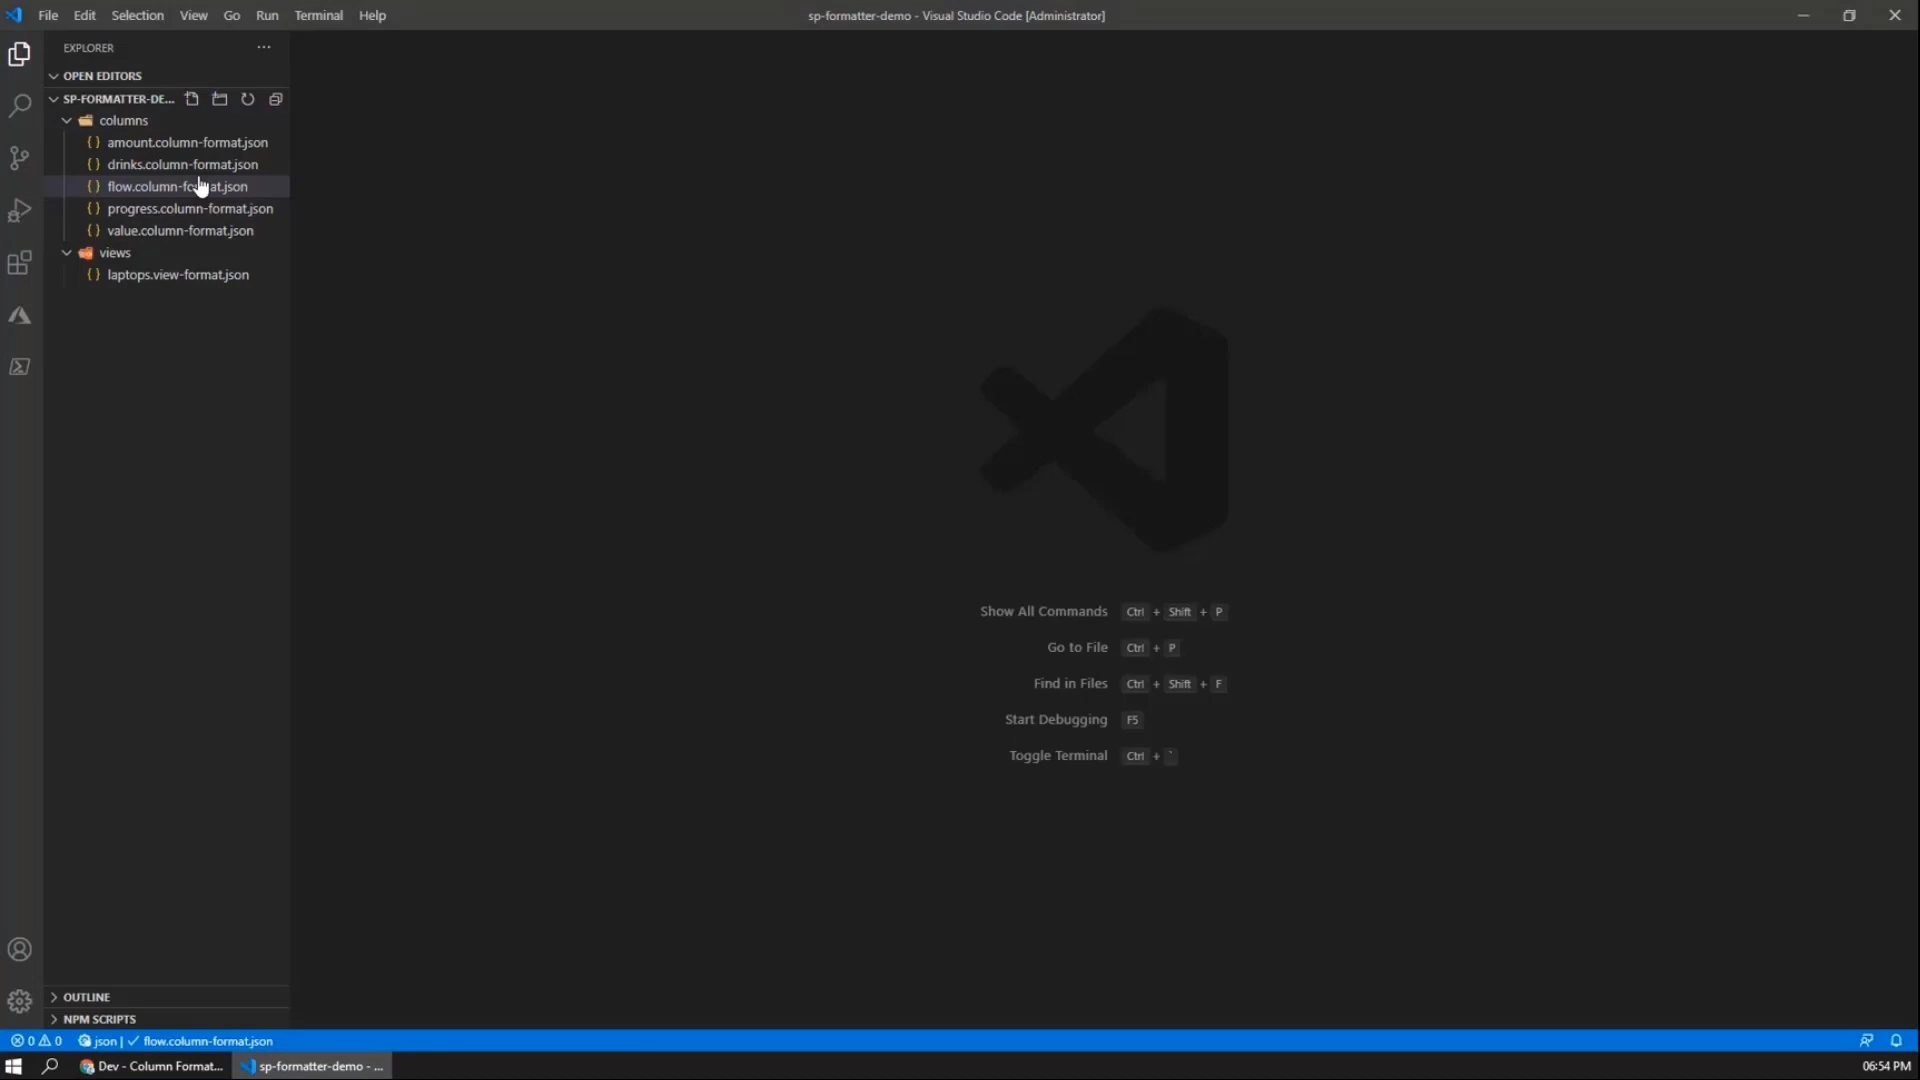 File Edit Selection View Go Run Terminal Help
sp-formatter-demo - Visual Studio Code [Administrator]
EXPLORER
OPEN EDITORS
SP-FORMATTER-DE...
columns
amount.column-format.json
drinks.column-format.json
flow.column-format.json
progress.column-format.json
value.column-format.json
views
laptops.view-format.json
Show All Commands Ctrl + Shift + P
Go to File Ctrl + P
Find in Files Ctrl + Shift + F
Start Debugging F5
Toggle Terminal Ctrl + `
OUTLINE
NPM SCRIPTS
0 0 json | ✓ flow.column-format.json
Dev - Column Format... sp-formatter-demo - ... 06:54 PM